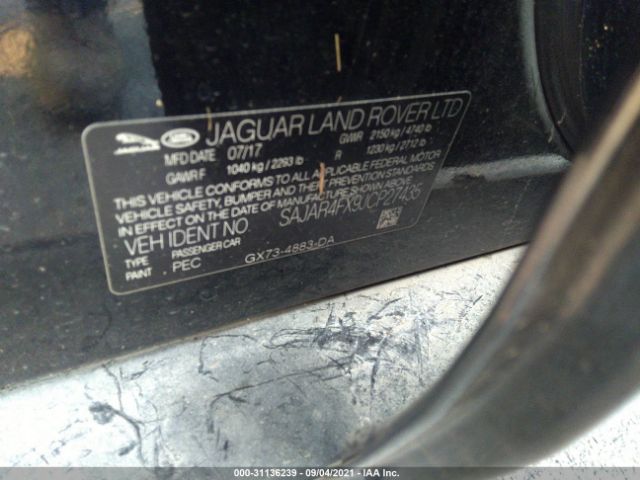 JAGUAR LAND ROVER LTD
MFD DATE 07/17 GVWR 2150 kg / 4740 lb
GAWR F 1040 kg / 2293 lb R 1230 kg / 2712 lb
THIS VEHICLE CONFORMS TO ALL APPLICABLE FEDERAL MOTOR
VEHICLE SAFETY, BUMPER AND THEFT PREVENTION STANDARDS
IN EFFECT ON THE DATE OF MANUFACTURE SHOWN ABOVE.
VEH IDENT NO. SAJAR4FX9JCP27435
TYPE PASSENGER CAR
PAINT PEC GX73-4883-DA
000-31136239 - 09/04/2021 - IAA Inc.